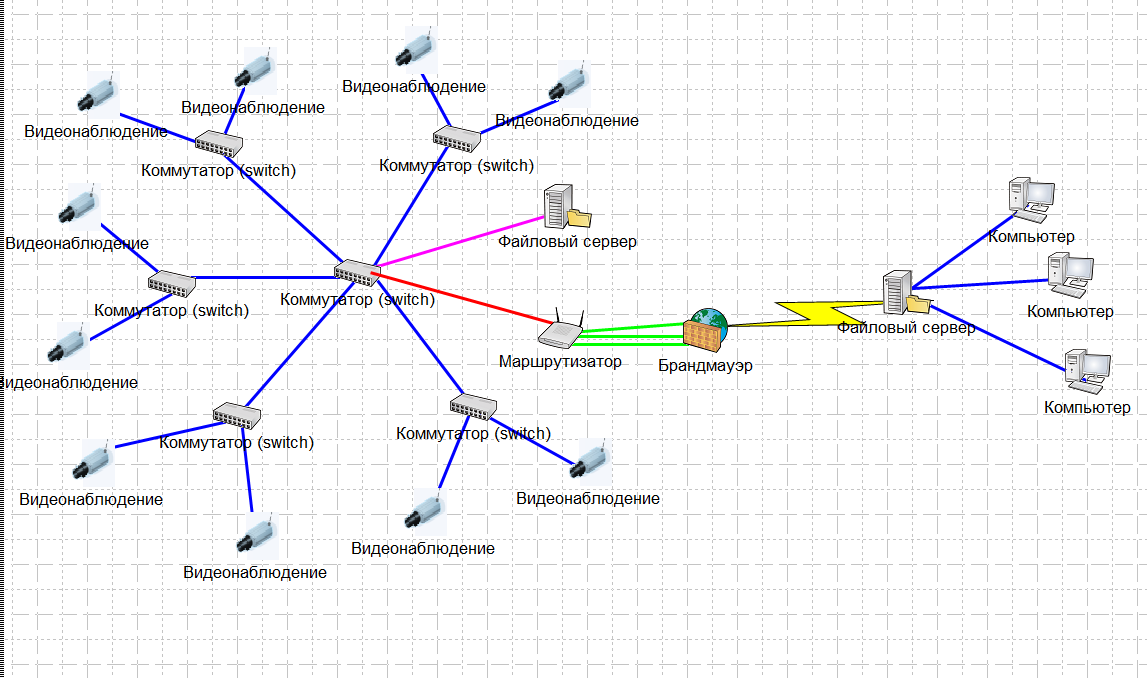 Видеонаблюдение
Видеонаблюдение
Видеонаблюдение
Видеонаблюдение
Коммутатор (switch)
Коммутатор (switch)
Видеонаблюдение
Файловый сервер
Компьютер
Коммутатор (switch)
Коммутатор (switch)
Компьютер
Файловый сервер
Маршрутизатор
Брандмауэр
Видеонаблюдение
Компьютер
Коммутатор (switch)
Коммутатор (switch)
Видеонаблюдение
Видеонаблюдение
Видеонаблюдение
Видеонаблюдение